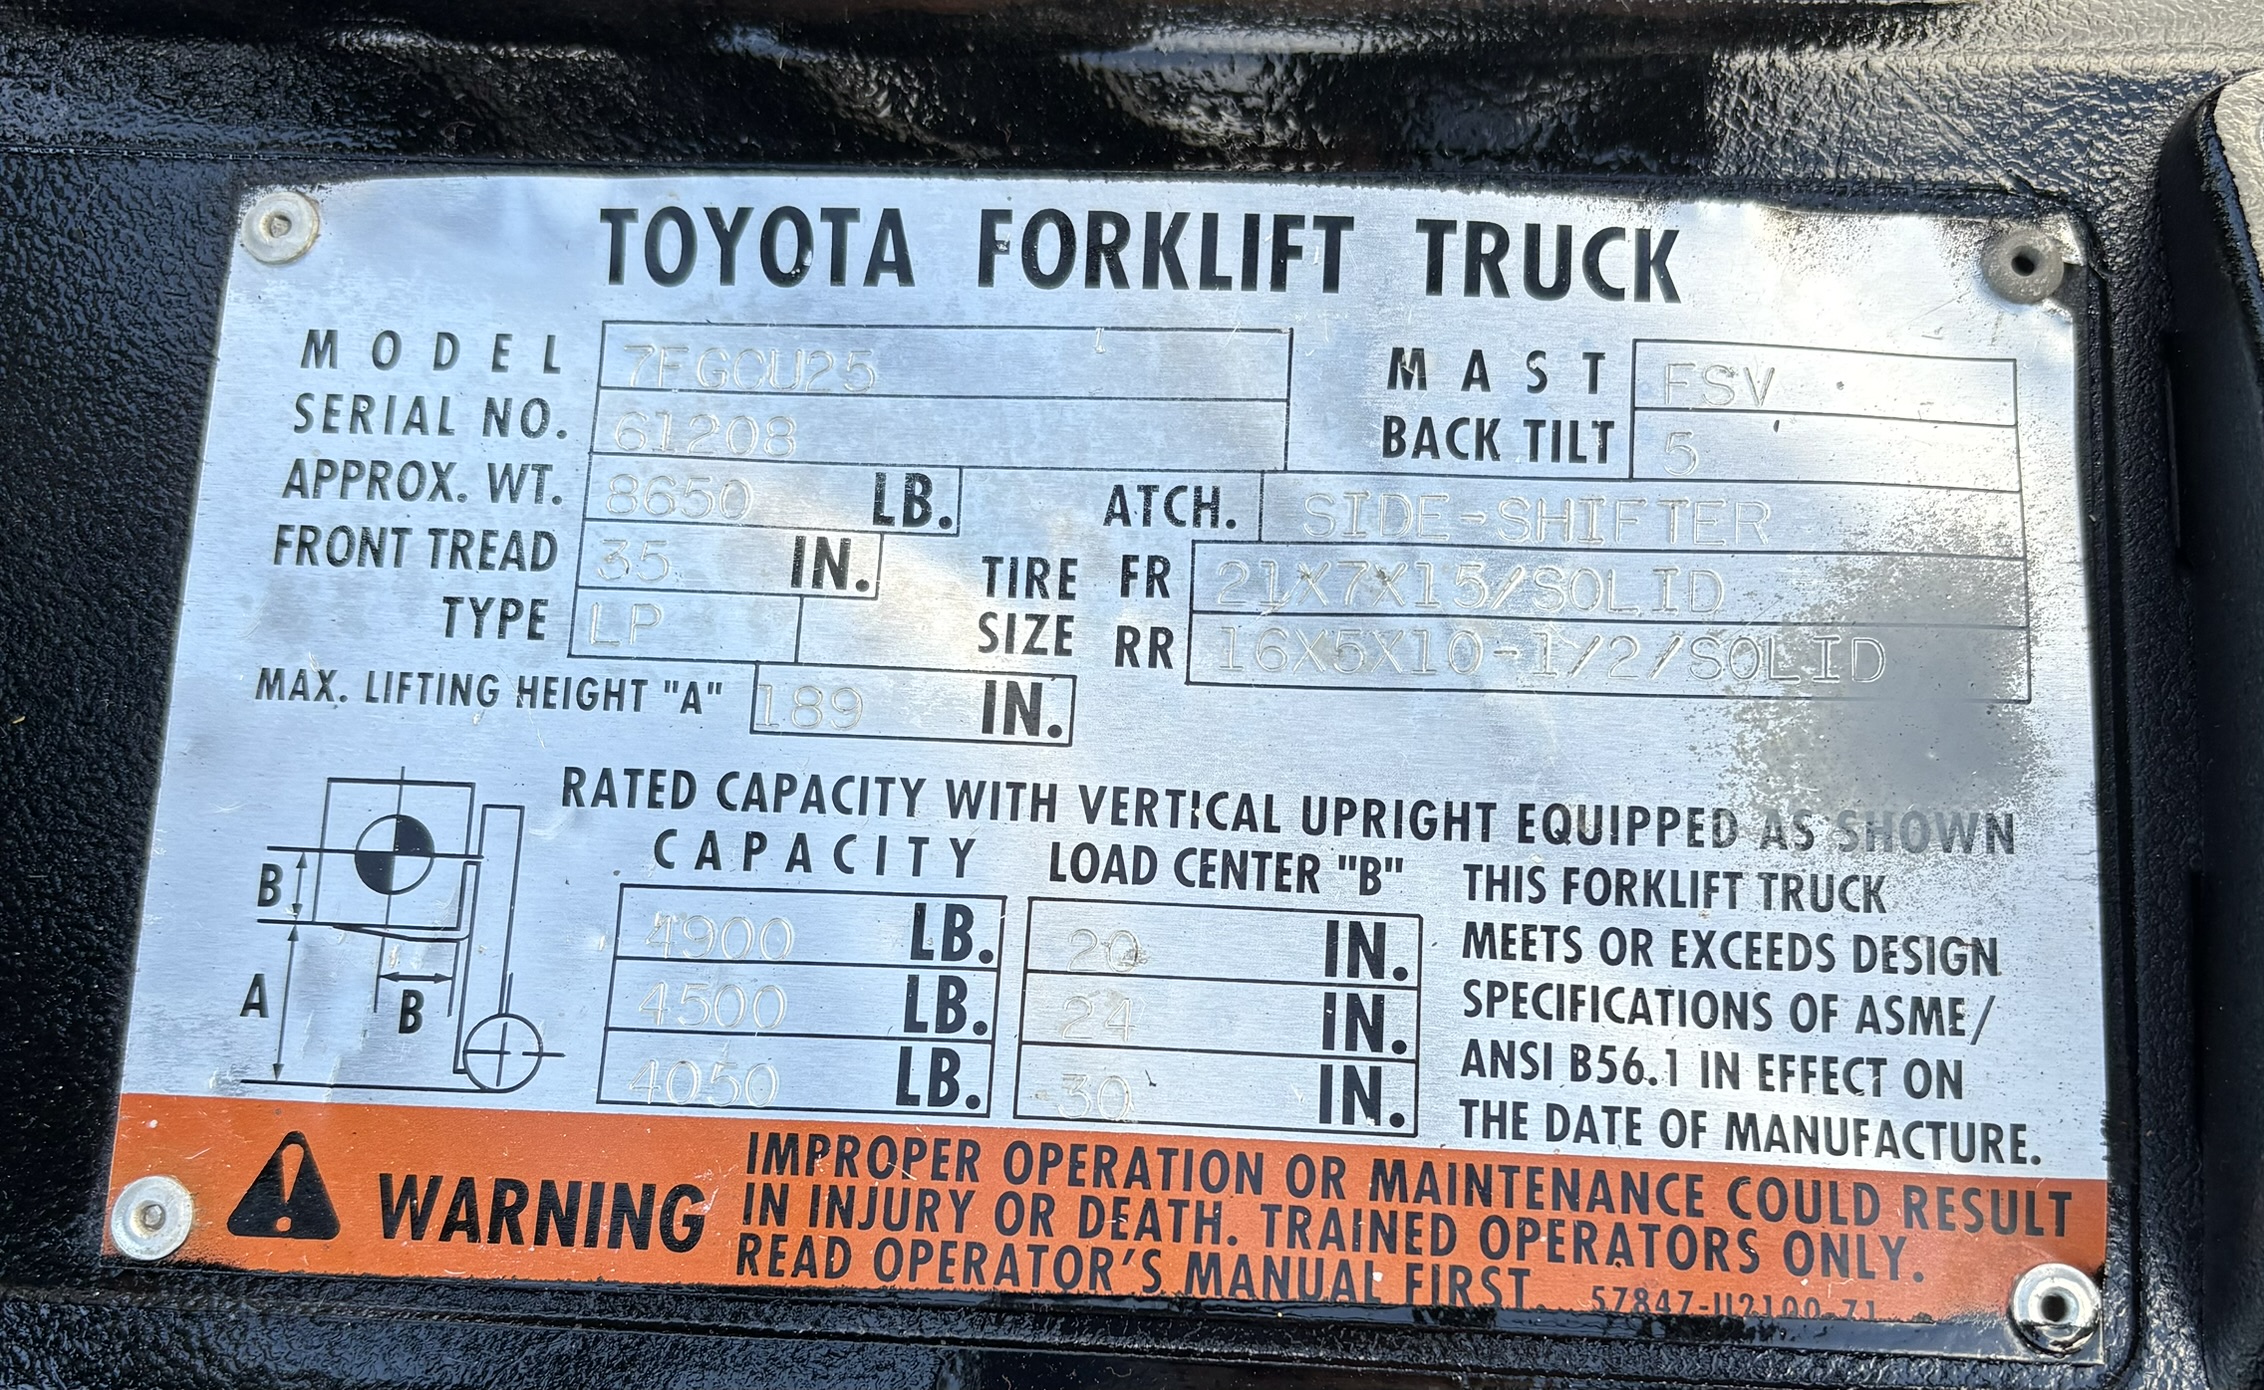 TOYOTA FORKLIFT TRUCK
MODEL 7FGCU25 MAST FSV
SERIAL NO. 61208 BACK TILT 5
APPROX. WT. 8650 LB. ATCH. SIDE-SHIFTER
FRONT TREAD 35 IN. TIRE SIZE FR 21X7X15/SOLID
TYPE LP RR 16X5X10-1/2/SOLID
MAX. LIFTING HEIGHT "A" 189 IN.
RATED CAPACITY WITH VERTICAL UPRIGHT EQUIPPED AS SHOWN
CAPACITY LOAD CENTER "B"
4900 LB. 20 IN.
4500 LB. 24 IN.
4050 LB. 30 IN.
B
A
B
THIS FORKLIFT TRUCK
MEETS OR EXCEEDS DESIGN
SPECIFICATIONS OF ASME/
ANSI B56.1 IN EFFECT ON
THE DATE OF MANUFACTURE.
WARNING
IMPROPER OPERATION OR MAINTENANCE COULD RESULT
IN INJURY OR DEATH. TRAINED OPERATORS ONLY.
READ OPERATOR'S MANUAL FIRST.
57847-U2100-71